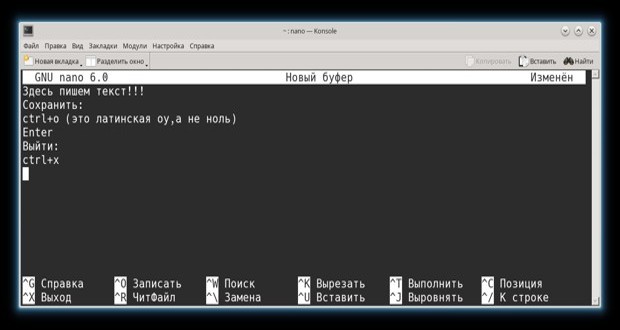 ~ : nano — Konsole
Файл Правка Вид Закладки Модули Настройка Справка
Новая вкладка Разделить окно Копировать Вставить Найти
GNU nano 6.0 Новый буфер Изменён
Здесь пишем текст!!!
Сохранить:
ctrl+o (это латинская оу,а не ноль)
Enter
Выйти:
ctrl+x
^G Справка ^O Записать ^W Поиск ^K Вырезать ^T Выполнить ^C Позиция
^X Выход ^R ЧитФайл ^\ Замена ^U Вставить ^J Выровнять ^/ К строке